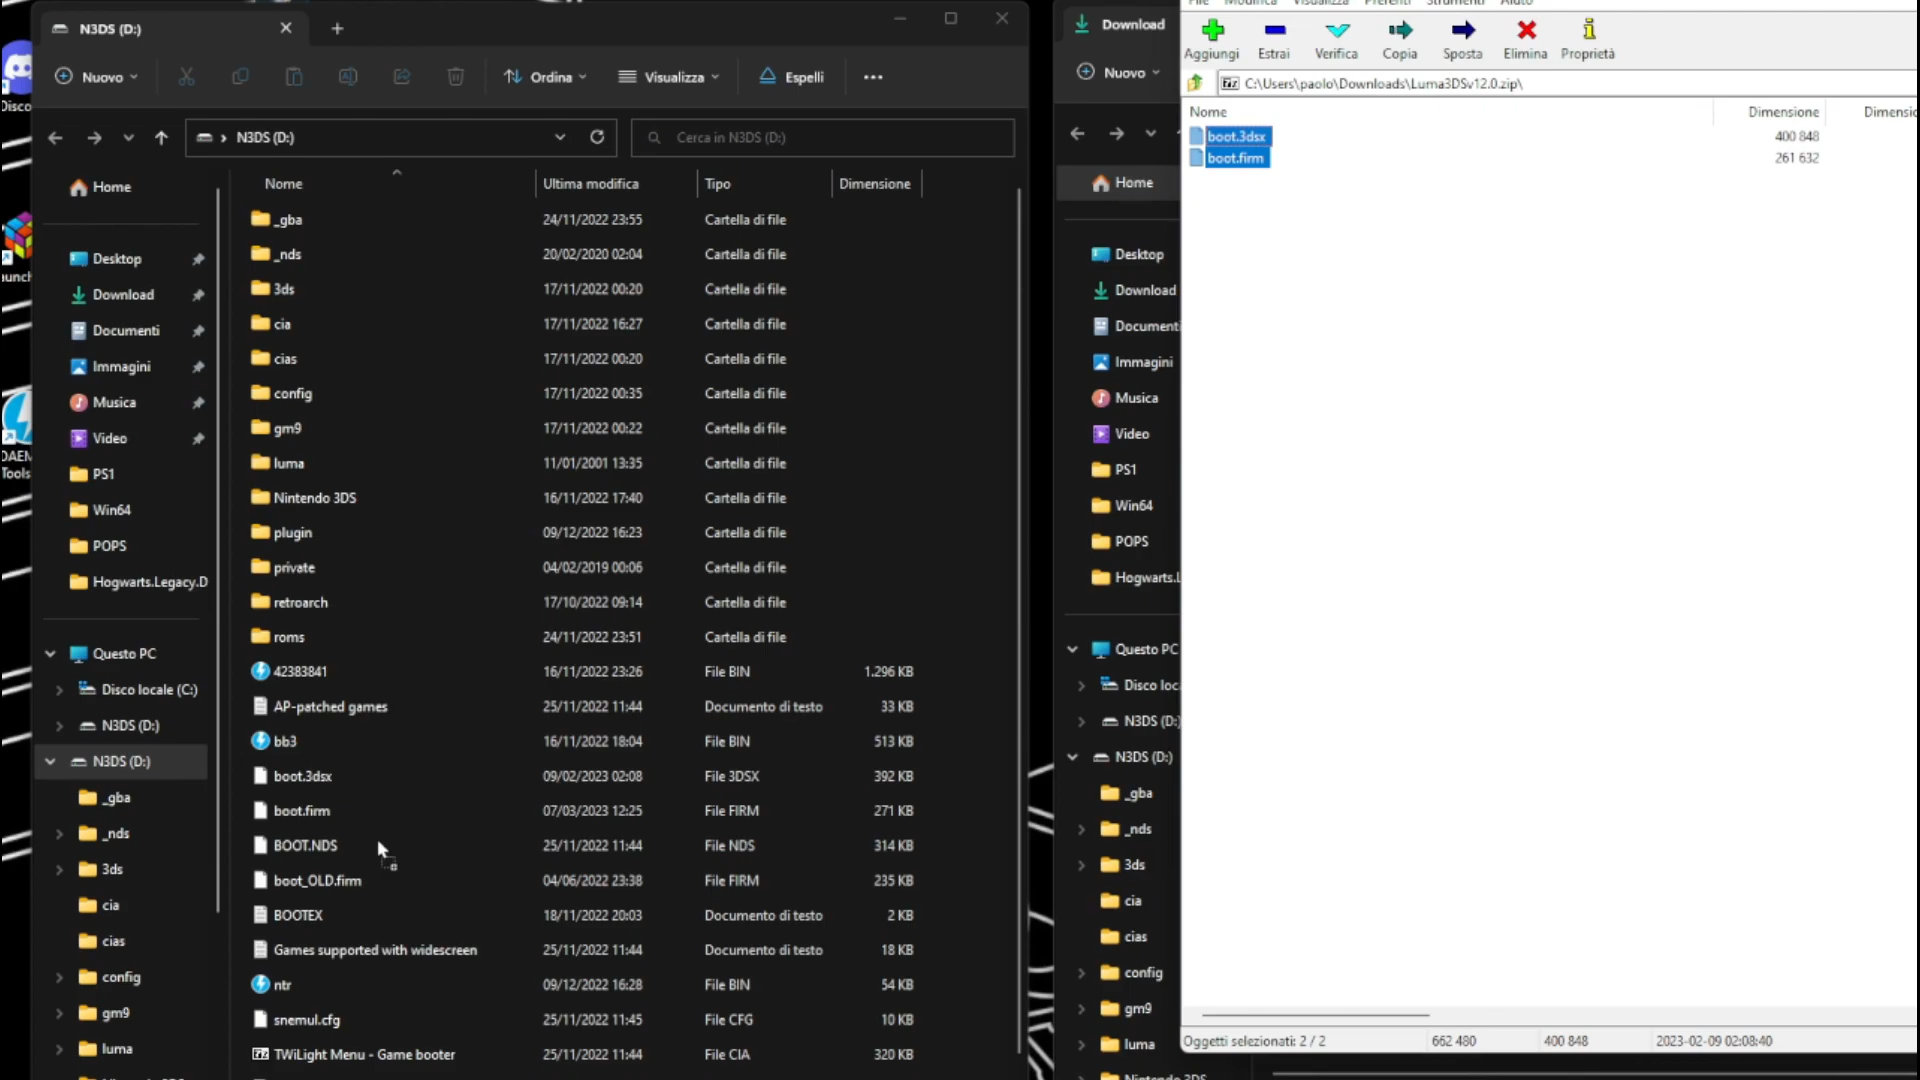 N3DS (D:)
Nuovo
Ordina
Visualizza
Espelli
N3DS (D:)
Cerca in N3DS (D:)
Home
Desktop
Download
Documenti
Immagini
Musica
Video
PS1
Win64
POPS
Hogwarts.Legacy.D
Questo PC
Disco locale (C:)
N3DS (D:)
N3DS (D:)
_gba
_nds
3ds
cia
cias
config
gm9
luma
Nome Ultima modifica Tipo Dimensione
_gba 24/11/2022 23:55 Cartella di file
_nds 20/02/2020 02:04 Cartella di file
3ds 17/11/2022 00:20 Cartella di file
cia 17/11/2022 16:27 Cartella di file
cias 17/11/2022 00:20 Cartella di file
config 17/11/2022 00:35 Cartella di file
gm9 17/11/2022 00:22 Cartella di file
luma 11/01/2001 13:35 Cartella di file
Nintendo 3DS 16/11/2022 17:40 Cartella di file
plugin 09/12/2022 16:23 Cartella di file
private 04/02/2019 00:06 Cartella di file
retroarch 17/10/2022 09:14 Cartella di file
roms 24/11/2022 23:51 Cartella di file
42383841 16/11/2022 23:26 File BIN 1.296 KB
AP-patched games 25/11/2022 11:44 Documento di testo 33 KB
bb3 16/11/2022 18:04 File BIN 513 KB
boot.3dsx 09/02/2023 02:08 File 3DSX 392 KB
boot.firm 07/03/2023 12:25 File FIRM 271 KB
BOOT.NDS 25/11/2022 11:44 File NDS 314 KB
boot_OLD.firm 04/06/2022 23:38 File FIRM 235 KB
BOOTEX 18/11/2022 20:03 Documento di testo 2 KB
Games supported with widescreen 25/11/2022 11:44 Documento di testo 18 KB
ntr 09/12/2022 16:28 File BIN 54 KB
snemul.cfg 25/11/2022 11:45 File CFG 10 KB
TWiLight Menu - Game booter 25/11/2022 11:44 File CIA 320 KB
Download
Nuovo
Home
Desktop
Download
Documenti
Immagini
Musica
Video
PS1
Win64
POPS
Hogwarts.L
Questo PC
Disco loc
N3DS (D:)
N3DS (D:)
_gba
_nds
3ds
cia
cias
config
gm9
luma
Nintendo 3DS
File Modifica Visualizza Preferiti Strumenti Aiuto
Aggiungi Estrai Verifica Copia Sposta Elimina Proprietà
C:\Users\paolo\Downloads\Luma3DSv12.0.zip\
Nome Dimensione Dimensio
boot.3dsx 400 848
boot.firm 261 632
Oggetti selezionati: 2 / 2 662 480 400 848 2023-02-09 02:08:40
Disco
aunch
DAEM
Tools